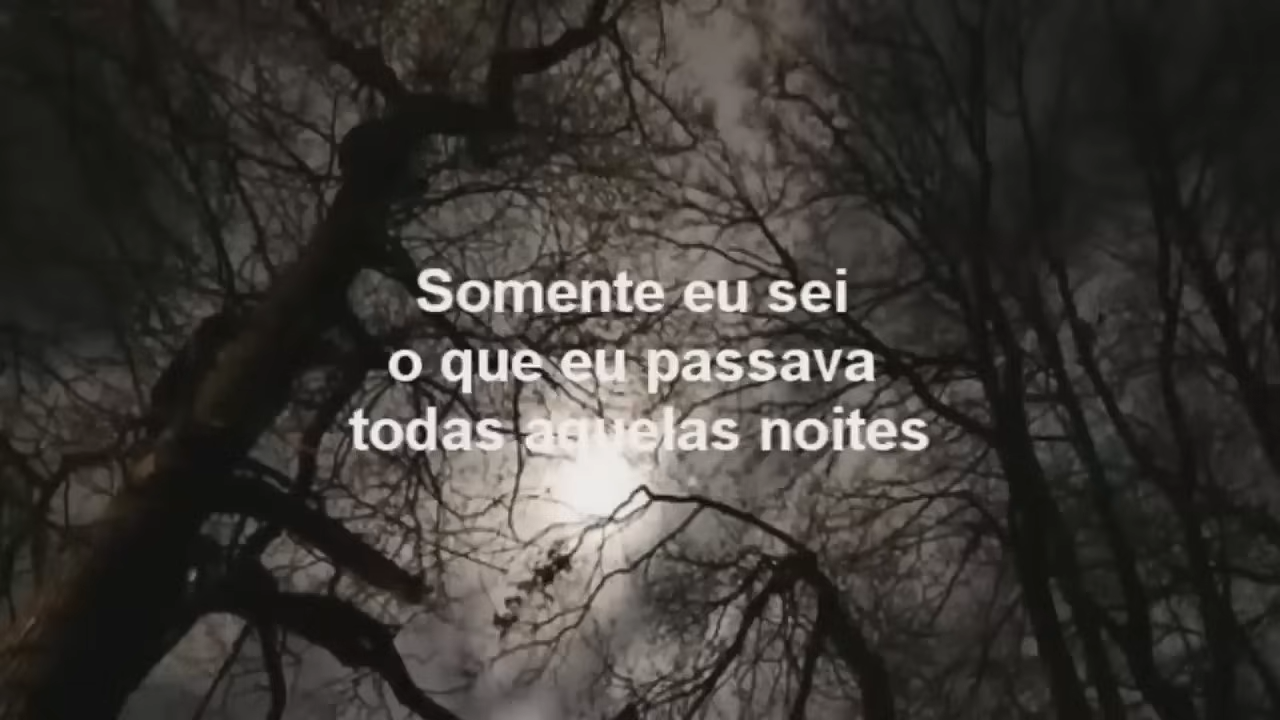 Somente eu sei
o que eu passava
todas aquelas noites